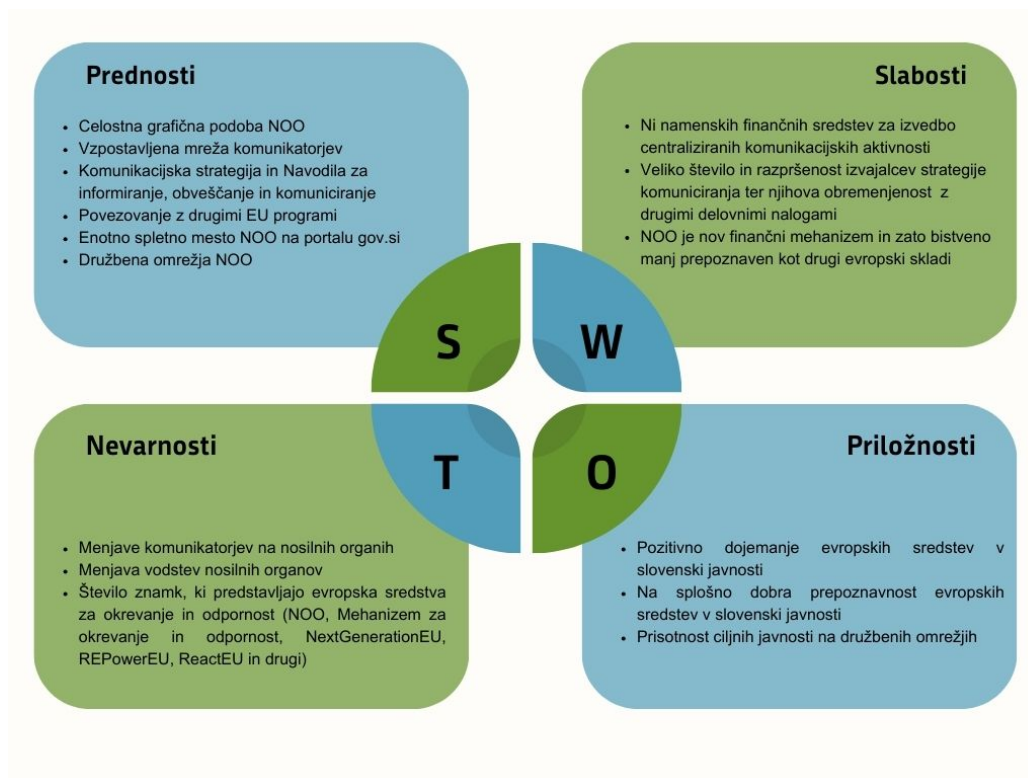 Prednosti
• Celostna grafična podoba NOO
• Vzpostavljena mreža komunikatorjev
• Komunikacijska strategija in Navodila za
informiranje, obveščanje in komuniciranje
• Povezovanje z drugimi EU programi
• Enotno spletno mesto NOO na portalu gov.si
• Družbena omrežja NOO
Slabosti
• Ni namenskih finančnih sredstev za izvedbo
centraliziranih komunikacijskih aktivnosti
• Veliko število in razpršenost izvajalcev strategije
komuniciranja ter njihova obremenjenost z
drugimi delovnimi nalogami
• NOO je nov finančni mehanizem in zato bistveno
manj prepoznaven kot drugi evropski skladi
S
W
T
O
Nevarnosti
• Menjave komunikatorjev na nosilnih organih
• Menjava vodstev nosilnih organov
• Število znamk, ki predstavljajo evropska sredstva
za okrevanje in odpornost (NOO, Mehanizem za
okrevanje in odpornost, NextGenerationEU,
REPowerEU, ReactEU in drugi)
Priložnosti
• Pozitivno dojemanje evropskih sredstev v
slovenski javnosti
• Na splošno dobra prepoznavnost evropskih
sredstev v slovenski javnosti
• Prisotnost ciljnih javnosti na družbenih omrežjih